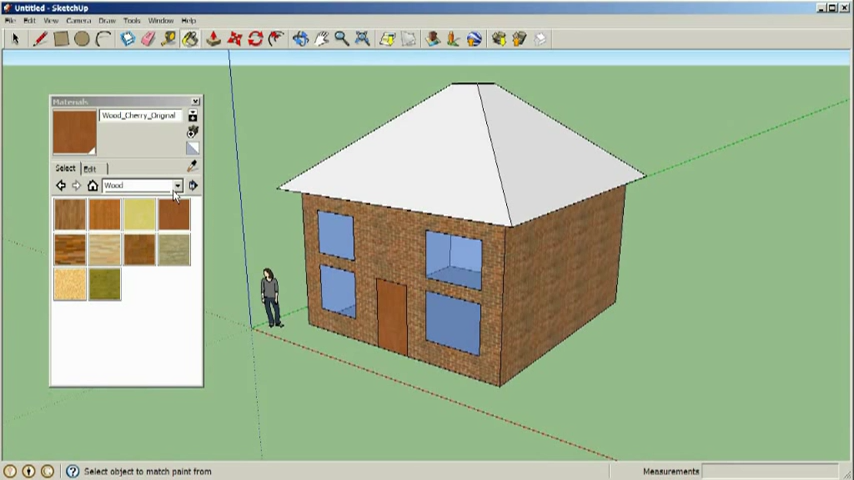 Untitled - SketchUp
File Edit View Camera Draw Tools Window Help
Materials
Wood_Cherry_Original
Select Edit
Wood
Select object to match paint from
Measurements